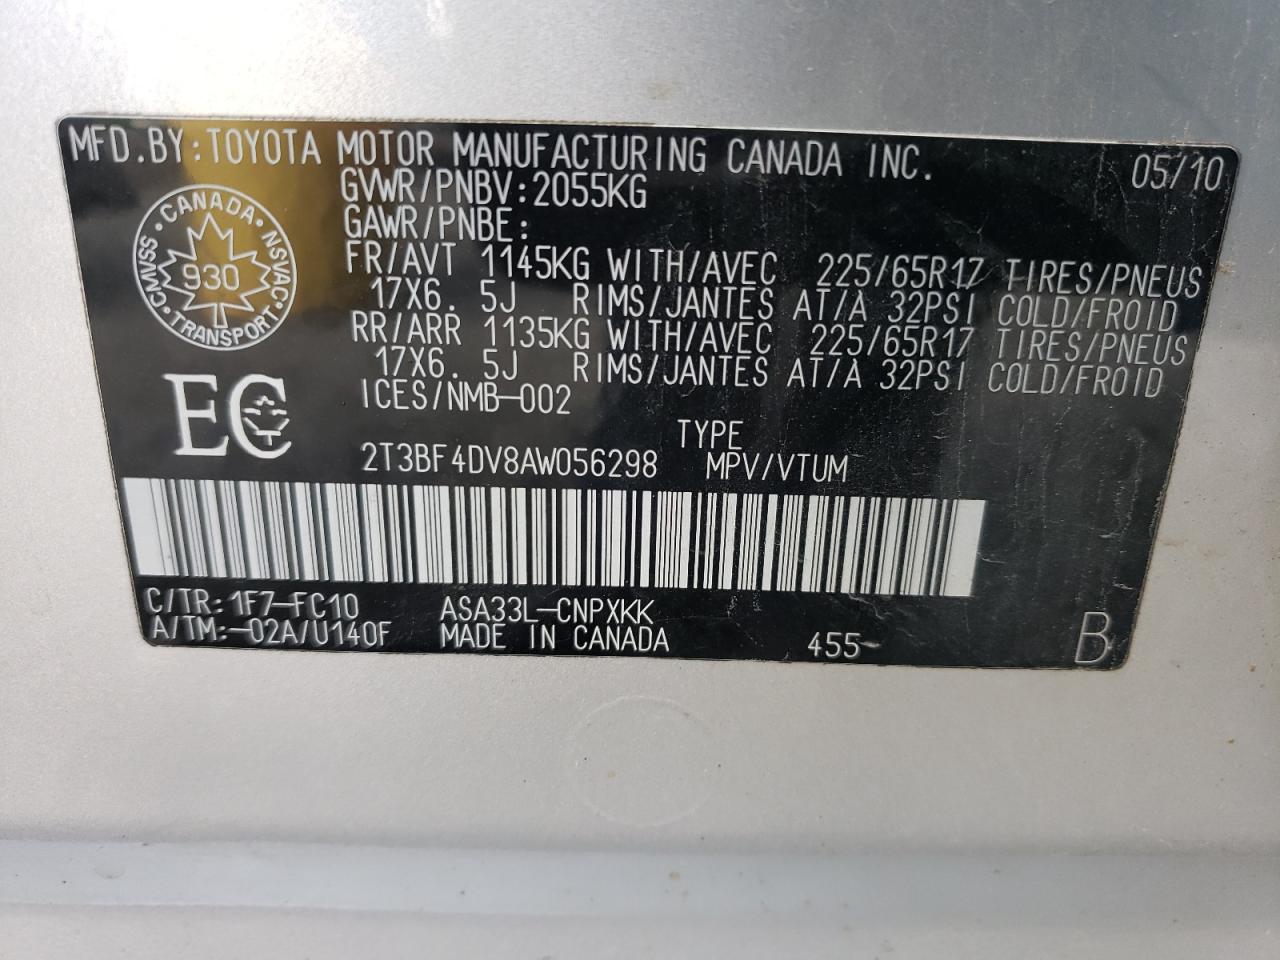 MFD.BY:TOYOTA MOTOR MANUFACTURING CANADA INC. 05/10
GVWR/PNBV:2055KG
GAWR/PNBE:
FR/AVT 1145KG WITH/AVEC 225/65R17 TIRES/PNEUS
17X6. 5J RIMS/JANTES AT/A 32PSI COLD/FROID
RR/ARR 1135KG WITH/AVEC 225/65R17 TIRES/PNEUS
17X6. 5J RIMS/JANTES AT/A 32PSI COLD/FROID
ICES/NMB-002
CANADA
CMVSS 930 NSVAC
TRANSPORT
EC
TYPE
2T3BF4DV8AW056298 MPV/VTUM
C/TR:1F7-FC10 ASA33L-CNPXKK
A/TM:-02A/U140F MADE IN CANADA 455- B